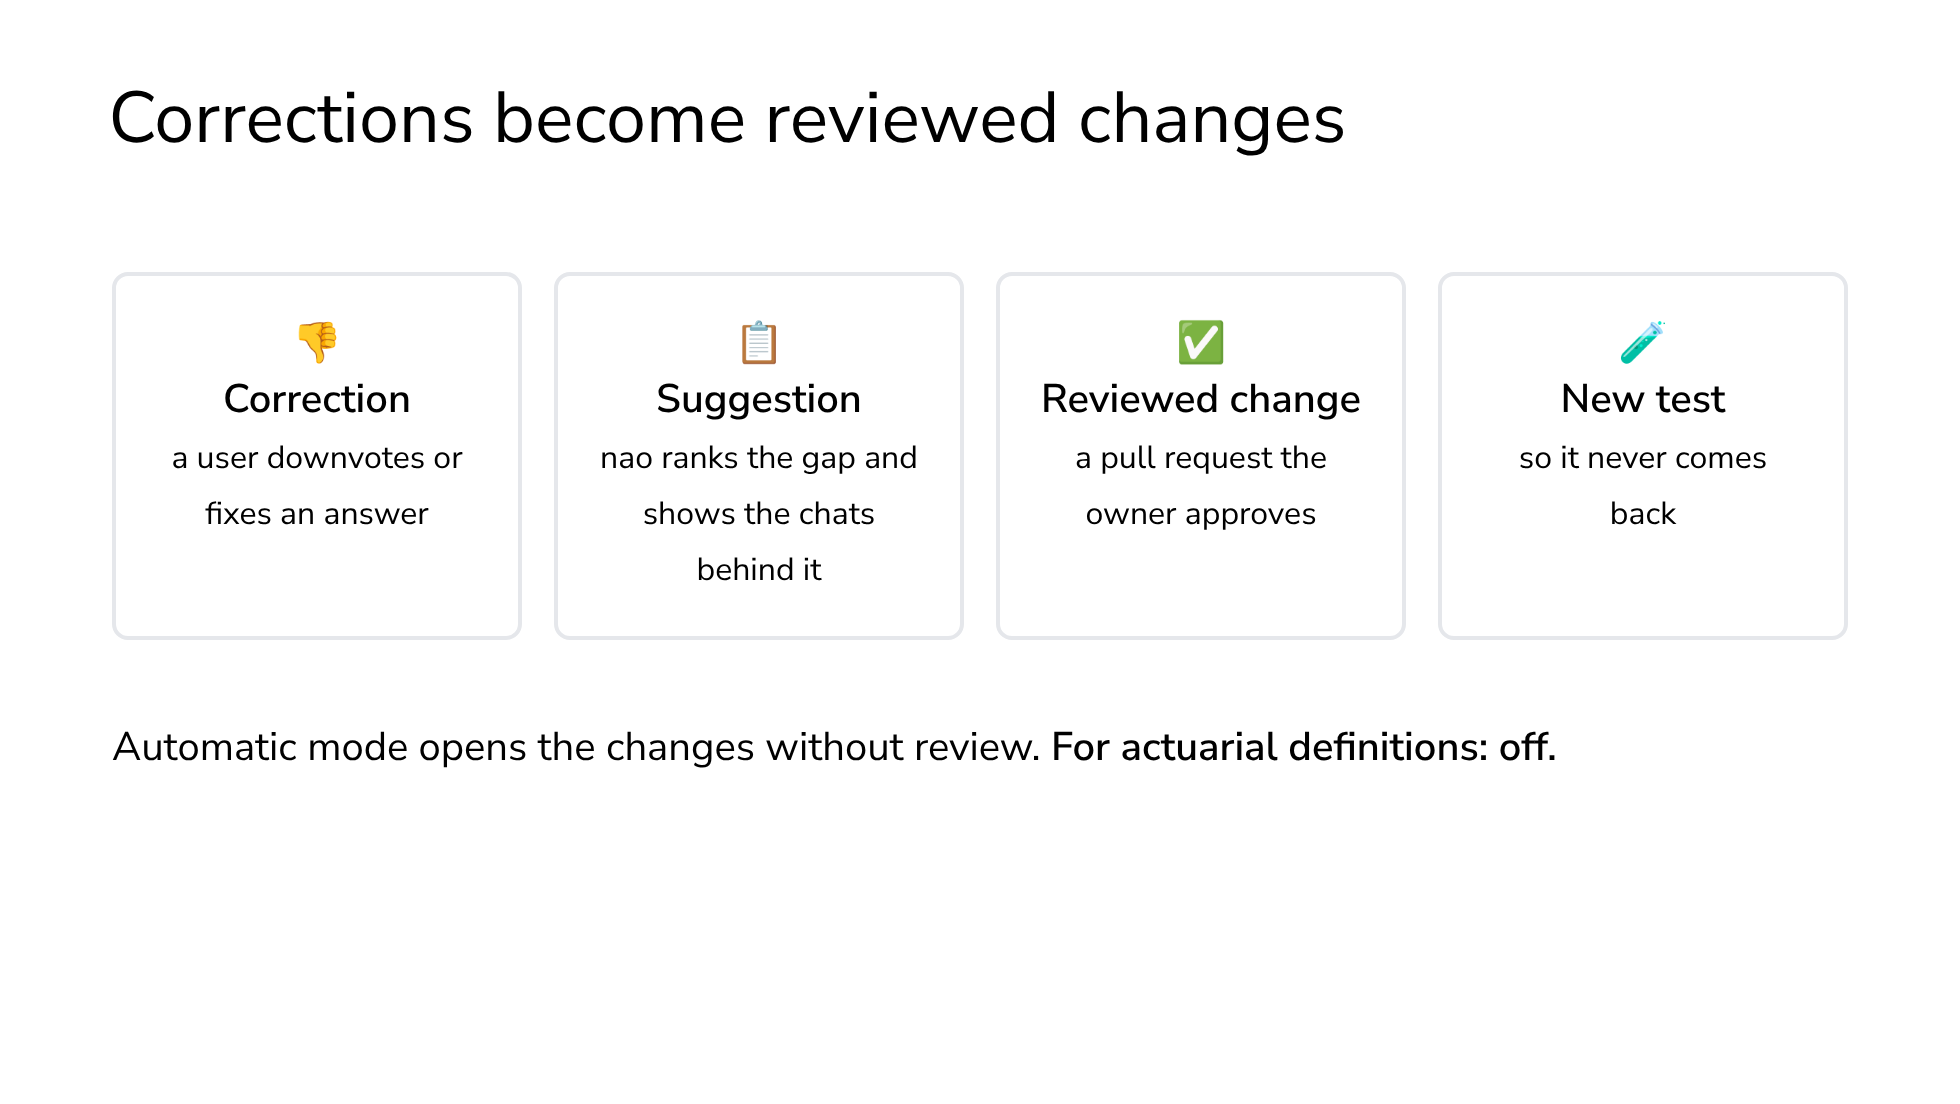 Corrections become reviewed changes
Correction
a user downvotes or
fixes an answer
Suggestion
nao ranks the gap and
shows the chats
behind it
Reviewed change
a pull request the
owner approves
New test
so it never comes
back
Automatic mode opens the changes without review. For actuarial definitions: off.